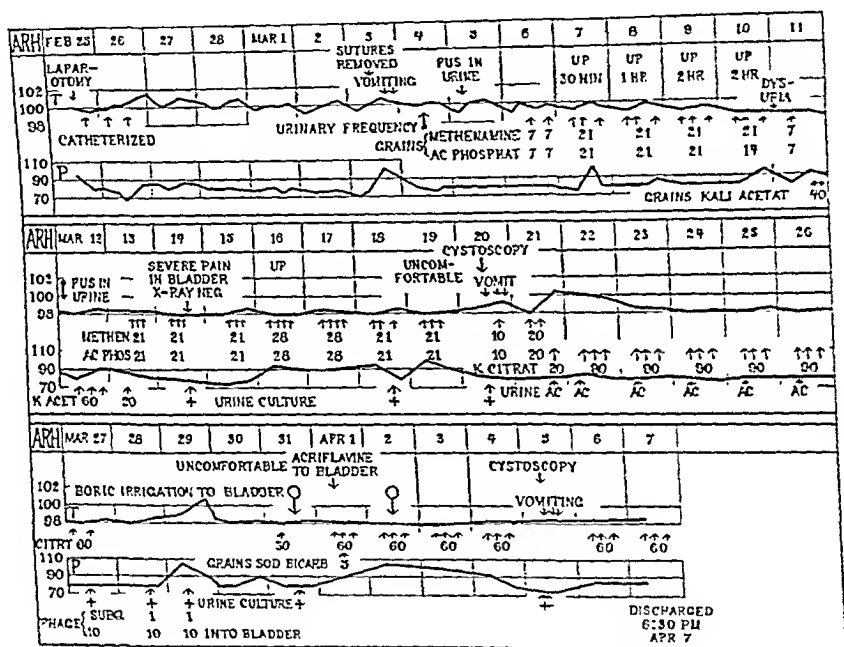 ARH FEB 25 26 27 28 MAR 1 2 3 4 5 6 7 8 9 10 11
LAPAROTOMY
SUTURES REMOVED
VOMITING
PUS IN URINE
UP 30 MIN
UP 1 HR
UP 2 HR
UP 2 HR
DYSURIA
102 T
100
98
CATHETERIZED
URINARY FREQUENCY
GRAINS { METHENAMINE 7 7 21 21 21 21 7
AC PHOSPHAT 7 7 21 21 21 14 7
110 P
90
70
GRAINS KALI ACETAT 40
ARH MAR 12 13 14 15 16 17 18 19 20 21 22 23 24 25 26
CYSTOSCOPY
SEVERE PAIN IN BLADDER
X-RAY NEG
UP
UNCOMFORTABLE
VOMIT
102
100
98
PUS IN URINE
METHEN 21 21 21 28 28 21 21 10 20
AC PHOS 21 21 21 28 28 21 21 10 20
110
90
70
K CITRAT 20 90 90 90 90 90
K ACET 60 20 + URINE CULTURE + + URINE AC AC AC AC AC
ARH MAR 27 28 29 30 31 APR 1 2 3 4 5 6 7
UNCOMFORTABLE
ACRIFLAVINE TO BLADDER
CYSTOSCOPY
BORIC IRRIGATION TO BLADDER
VOMITING
102
100
98 T
CITRT 60 30 60 60 60 60 60 60
110 P
90
70
GRAINS SOD BICARB 3
+ + + URINE CULTURE + +
PHAGE { SUBQ 1 1
10 10 10 INTO BLADDER
DISCHARGED
6:30 PM
APR 7